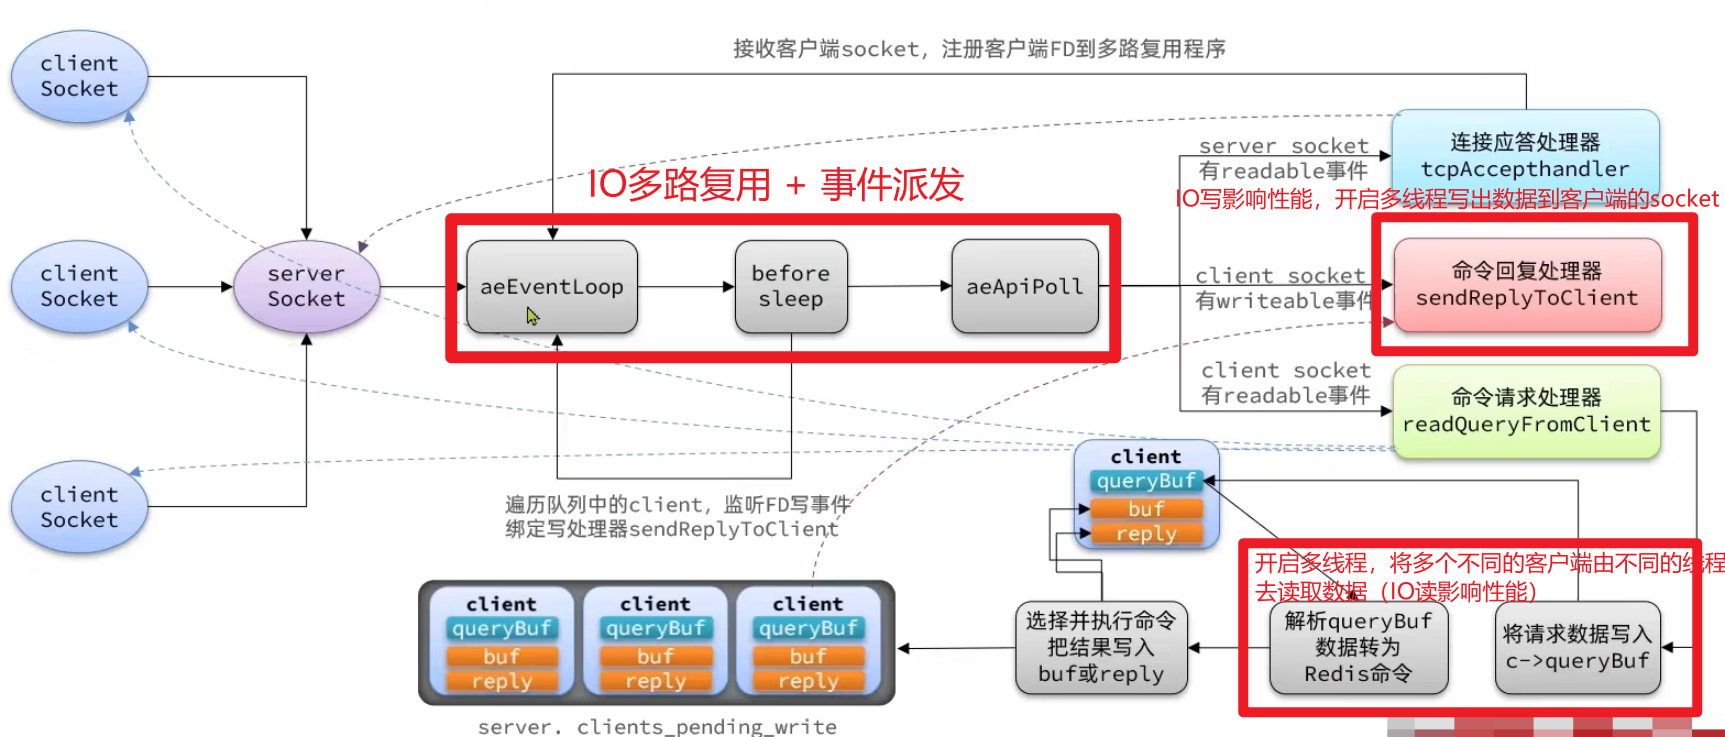 接收客户端socket，注册客户端FD到多路复用程序
client
Socket
client
Socket
client
Socket
server
Socket
IO多路复用 + 事件派发
aeEventLoop
before
sleep
aeApiPoll
server socket
有readable事件
连接应答处理器
tcpAccepthandler
IO写影响性能，开启多线程写出数据到客户端的socket
client socket
有writeable事件
命令回复处理器
sendReplyToClient
client socket
有readable事件
命令请求处理器
readQueryFromClient
遍历队列中的client，监听FD写事件
绑定写处理器sendReplyToClient
client
queryBuf
buf
reply
开启多线程，将多个不同的客户端由不同的线程
去读取数据（IO读影响性能）
将请求数据写入
c->queryBuf
解析queryBuf
数据转为
Redis命令
选择并执行命令
把结果写入
buf或reply
client
queryBuf
buf
reply
client
queryBuf
buf
reply
client
queryBuf
buf
reply
server. clients_pending_write